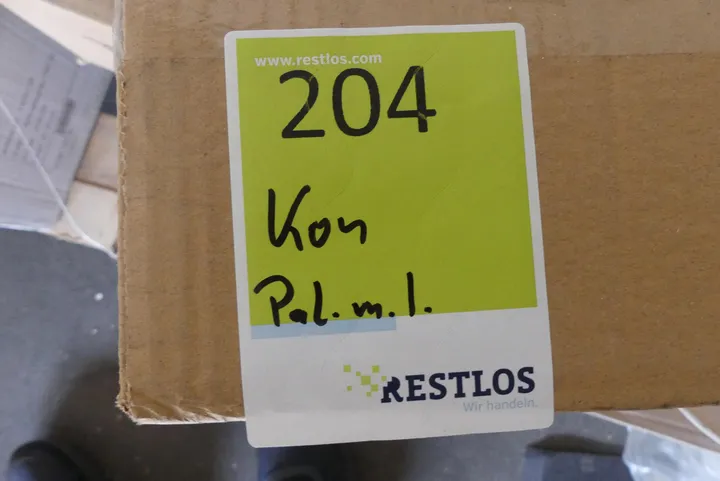 www.restlos.com
204
Kon
Pal. m. l.
RESTLOS
Wir handeln.